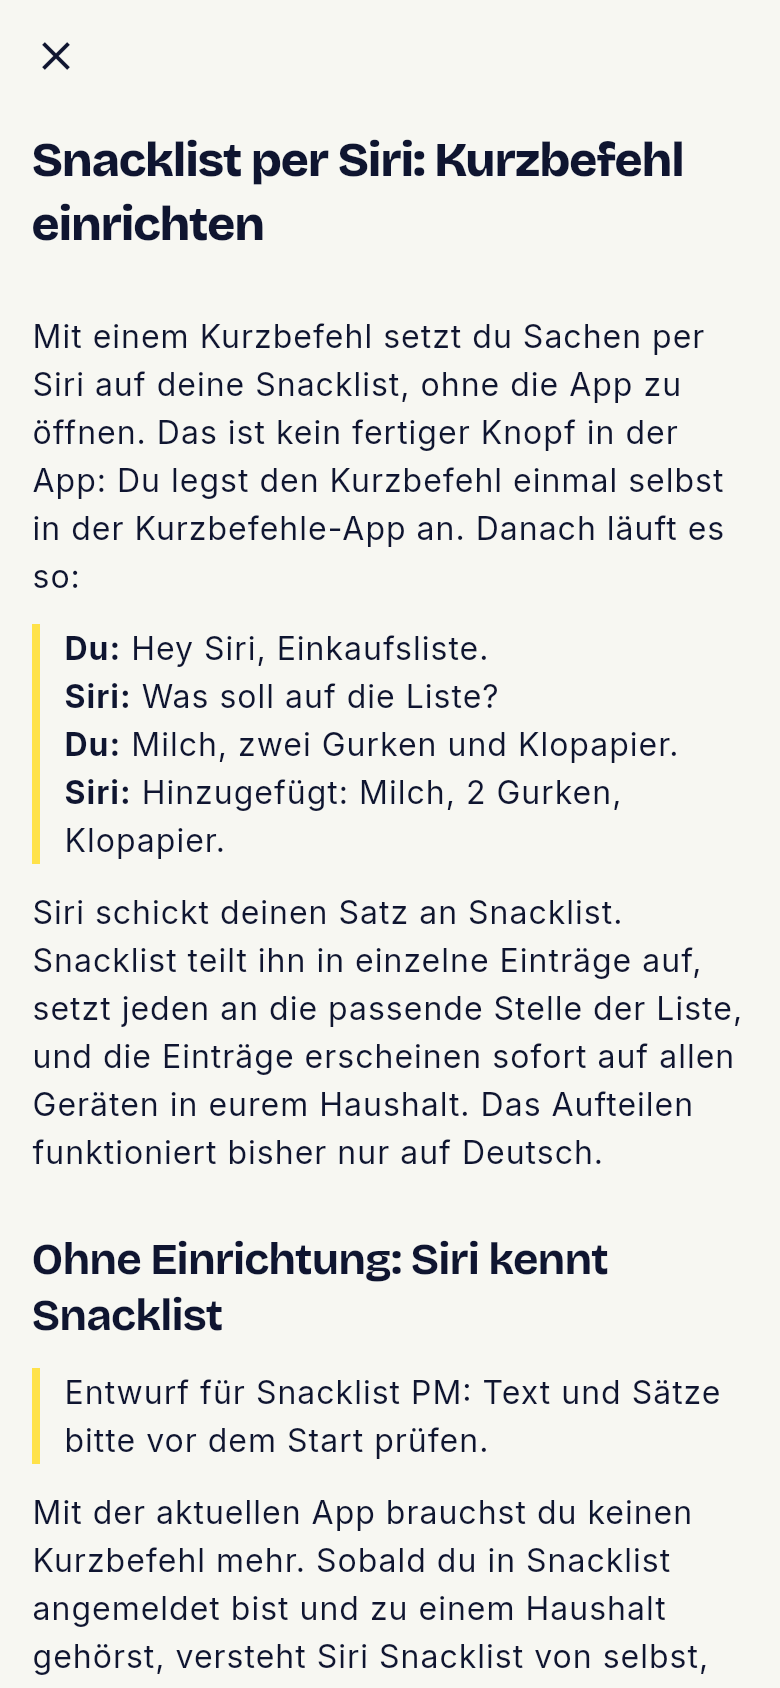 Snacklist per Siri: Kurzbefehl
einrichten
Mit einem Kurzbefehl setzt du Sachen per
Siri auf deine Snacklist, ohne die App zu
öffnen. Das ist kein fertiger Knopf in der
App: Du legst den Kurzbefehl einmal selbst
in der Kurzbefehle-App an. Danach läuft es
so:
Du: Hey Siri, Einkaufsliste.
Siri: Was soll auf die Liste?
Du: Milch, zwei Gurken und Klopapier.
Siri: Hinzugefügt: Milch, 2 Gurken,
Klopapier.
Siri schickt deinen Satz an Snacklist.
Snacklist teilt ihn in einzelne Einträge auf,
setzt jeden an die passende Stelle der Liste,
und die Einträge erscheinen sofort auf allen
Geräten in eurem Haushalt. Das Aufteilen
funktioniert bisher nur auf Deutsch.
Ohne Einrichtung: Siri kennt
Snacklist
Entwurf für Snacklist PM: Text und Sätze
bitte vor dem Start prüfen.
Mit der aktuellen App brauchst du keinen
Kurzbefehl mehr. Sobald du in Snacklist
angemeldet bist und zu einem Haushalt
gehörst, versteht Siri Snacklist von selbst,